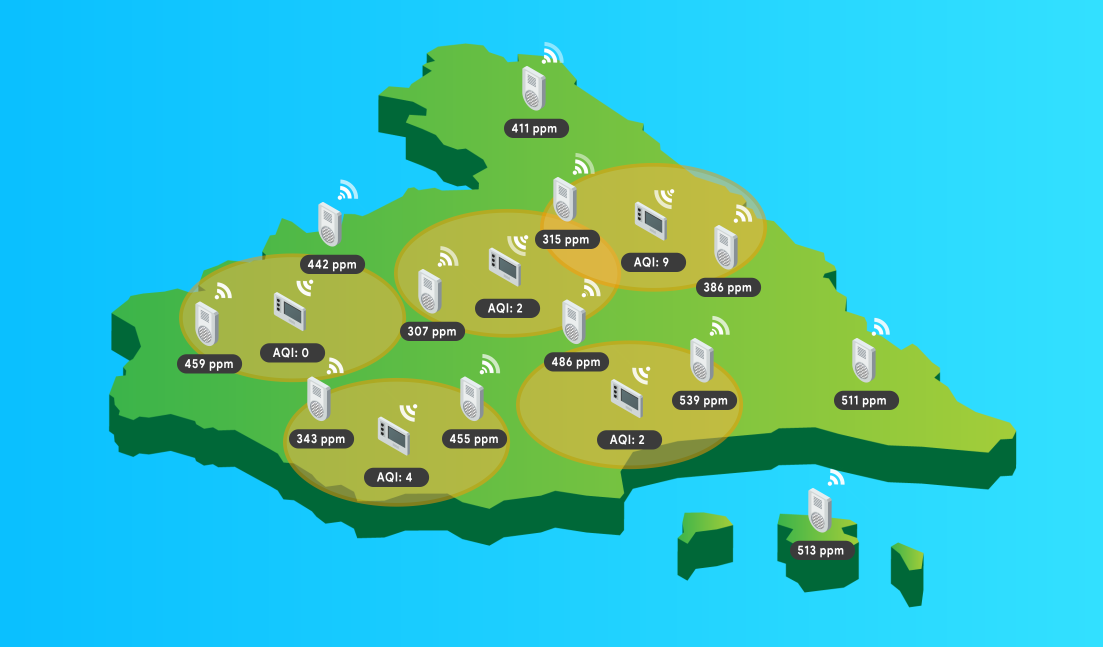 411 ppm
315 ppm
442 ppm
AQI: 9
386 ppm
AQI: 2
307 ppm
AQI: 0
459 ppm
486 ppm
539 ppm
511 ppm
343 ppm
455 ppm
AQI: 2
AQI: 4
513 ppm